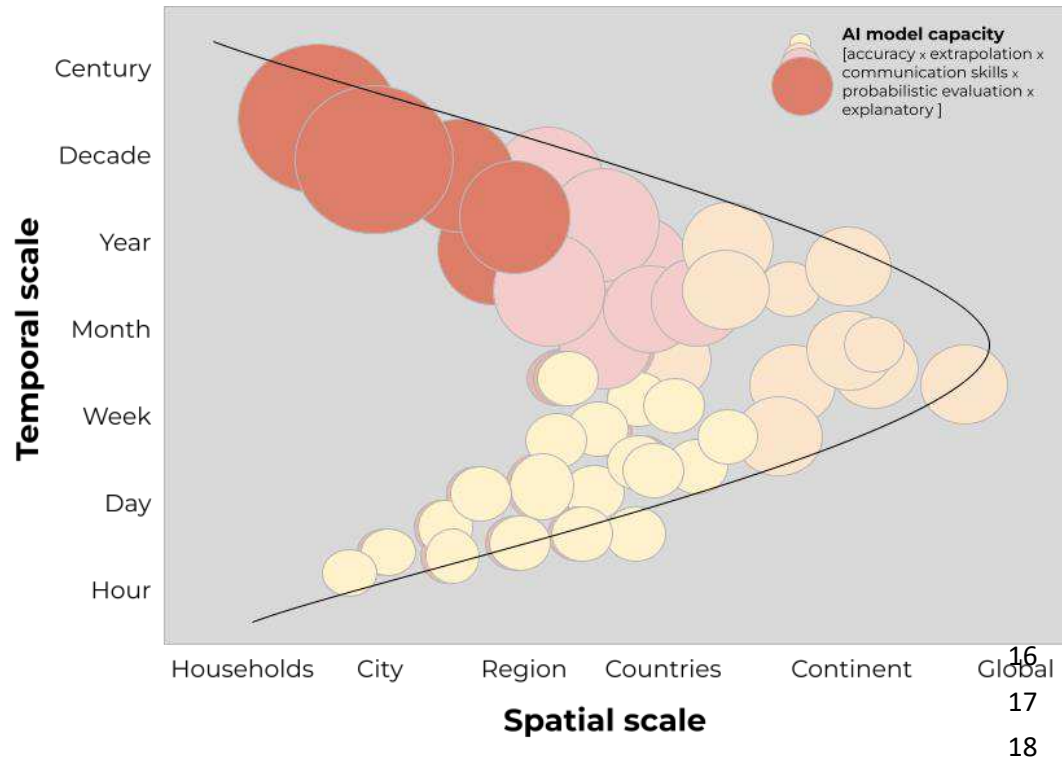 AI model capacity
[accuracy x extrapolation x
communication skills x
probabilistic evaluation x
explanatory ]
Century
Decade
Year
Month
Week
Day
Hour
Temporal scale
Households City Region Countries Continent Global
Spatial scale
16
17
18